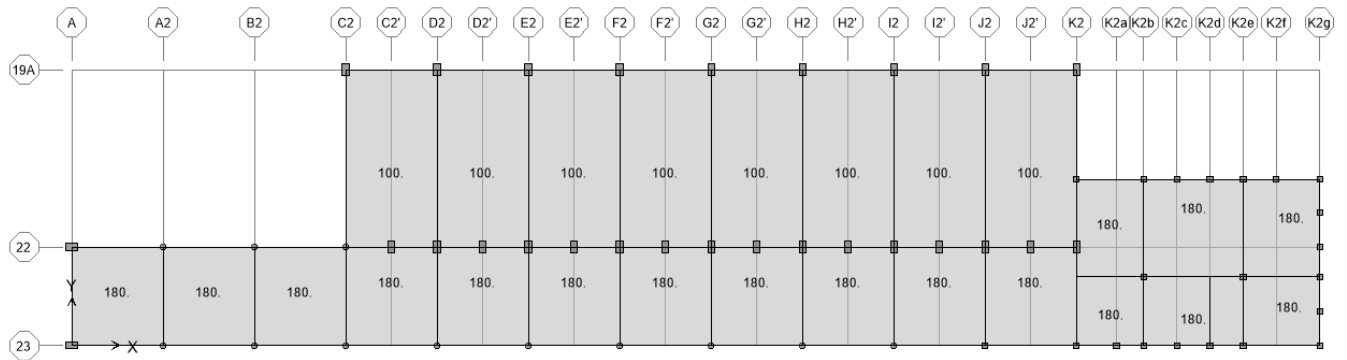 A A2 B2 C2 C2' D2 D2' E2 E2' F2 F2' G2 G2' H2 H2' I2 I2' J2 J2' K2 K2a K2b K2c K2d K2e K2f K2g
19A
100. 100. 100. 100. 100. 100. 100. 100.
180. 180. 180.
22
180. 180. 180. 180. 180. 180. 180. 180.
Y
180. 180. 180.
180. 180. 180.
23
X